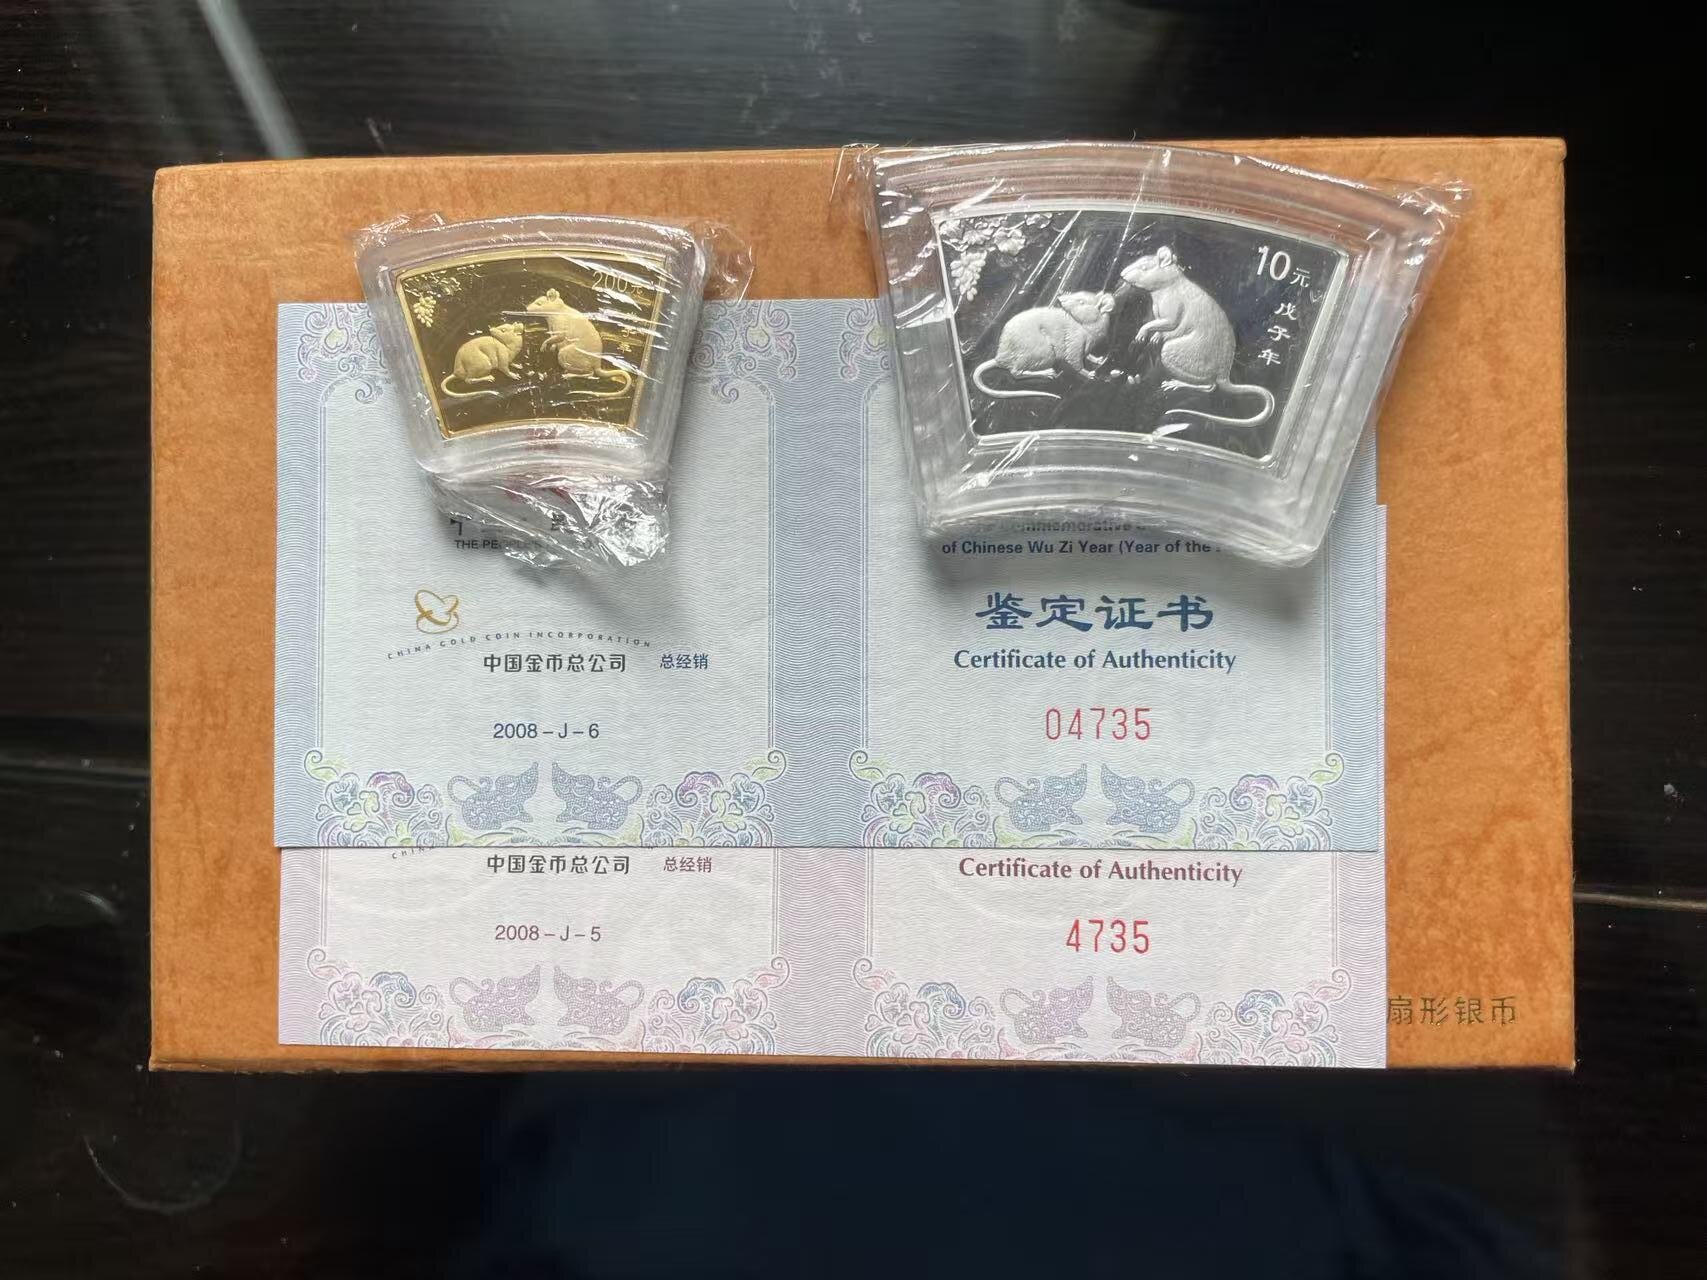 200元
子
年
10元
戊
子
年
THE PEOPLE'S
Commemorative
of Chinese Wu Zi Year (Year of the
鉴定证书
Certificate of Authenticity
04735
CHINA GOLD COIN INCORPORATION
中国金币总公司 总经销
2008-J-6
中国金币总公司 总经销
2008-J-5
Certificate of Authenticity
4735
扇形银币